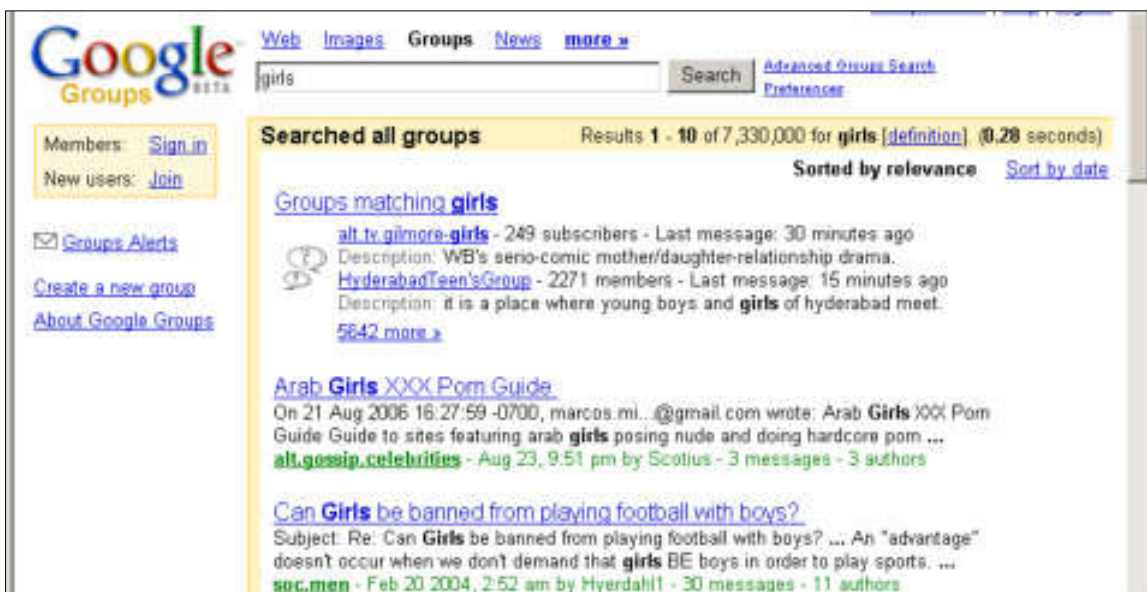 Google
Groups BETA
Web Images Groups News more »
girls
Search
Advanced Groups Search
Preferences
Members: Sign in
New users: Join
Groups Alerts
Create a new group
About Google Groups
Searched all groups Results 1 - 10 of 7,330,000 for girls [definition]. (0.28 seconds)
Sorted by relevance Sort by date
Groups matching girls
alt.tv.gilmore-girls - 249 subscribers - Last message: 30 minutes ago
Description: WB's serio-comic mother/daughter-relationship drama.
HyderabadTeen'sGroup - 2271 members - Last message: 15 minutes ago
Description: it is a place where young boys and girls of hyderabad meet.
5642 more »
Arab Girls XXX Porn Guide
On 21 Aug 2006 16:27:59 -0700, marcos.mi...@gmail.com wrote: Arab Girls XXX Porn
Guide Guide to sites featuring arab girls posing nude and doing hardcore porn ...
alt.gossip.celebrities - Aug 23, 9:51 pm by Scotius - 3 messages - 3 authors
Can Girls be banned from playing football with boys?
Subject: Re: Can Girls be banned from playing football with boys? ... An "advantage"
doesn't occur when we don't demand that girls BE boys in order to play sports. ...
soc.men - Feb 20 2004, 2:52 am by Hyerdahl1 - 30 messages - 11 authors